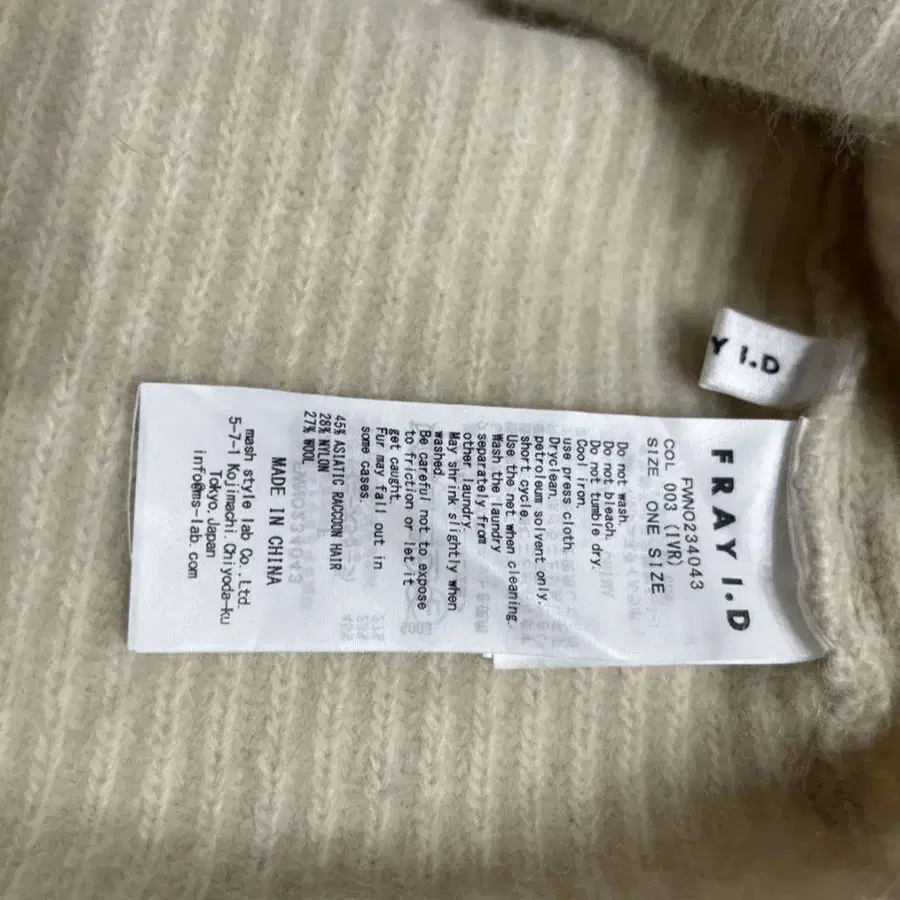 Y I.D
FRAY I.D
FWNO234043
COL 003 (IVR)
SIZE ONE SIZE
Do not wash.
Do not bleach.
Do not tumble dry.
Cool iron.
use press cloth.
Dryclean.
petroleum solvent only.
short cycle.
Use the net when cleaning.
Wash the laundry
separately from
other laundry.
May shrink slightly when
washed.
Be careful not to expose
to friction or let it
get caught.
Fur may fall out in
some cases.
45% ASIATIC RACCOON HAIR
28% NYLON
27% WOOL
MADE IN CHINA
mash style lab Co.,Ltd.
5-7-1 Kojimachi,Chiyoda-ku
Tokyo,Japan
info@ms-lab.com